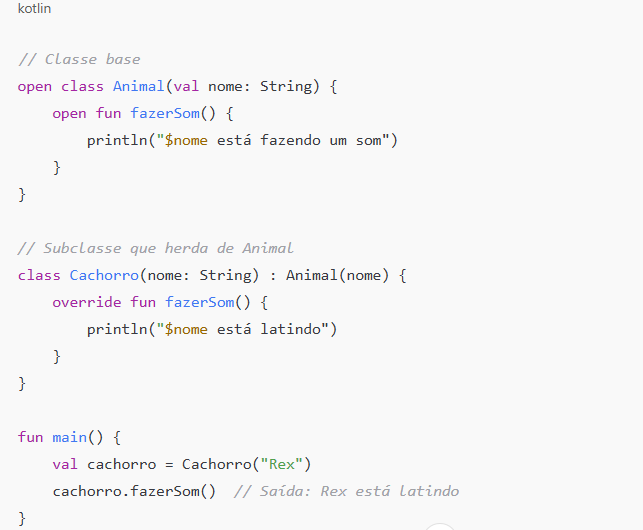 kotlin
// Classe base
open class Animal(val nome: String) {
    open fun fazerSom() {
        println("$nome está fazendo um som")
    }
}
// Subclasse que herda de Animal
class Cachorro(nome: String) : Animal(nome) {
    override fun fazerSom() {
        println("$nome está latindo")
    }
}
fun main() {
    val cachorro = Cachorro("Rex")
    cachorro.fazerSom()  // Saída: Rex está latindo
}